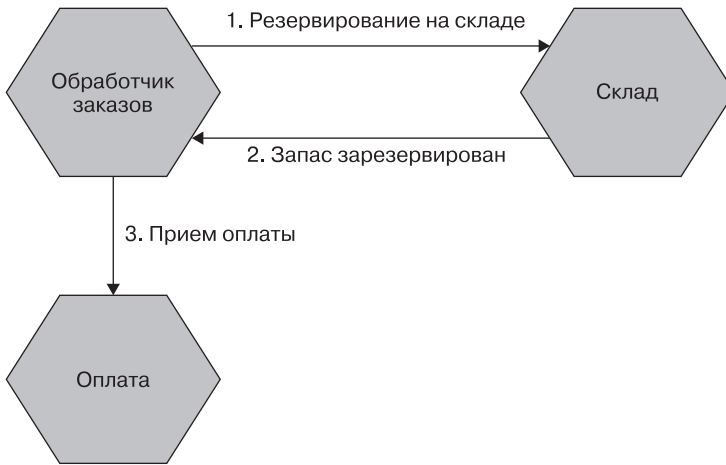 1. Резервирование на складе
Обработчик
заказов
Склад
2. Запас зарезервирован
3. Прием оплаты
Оплата